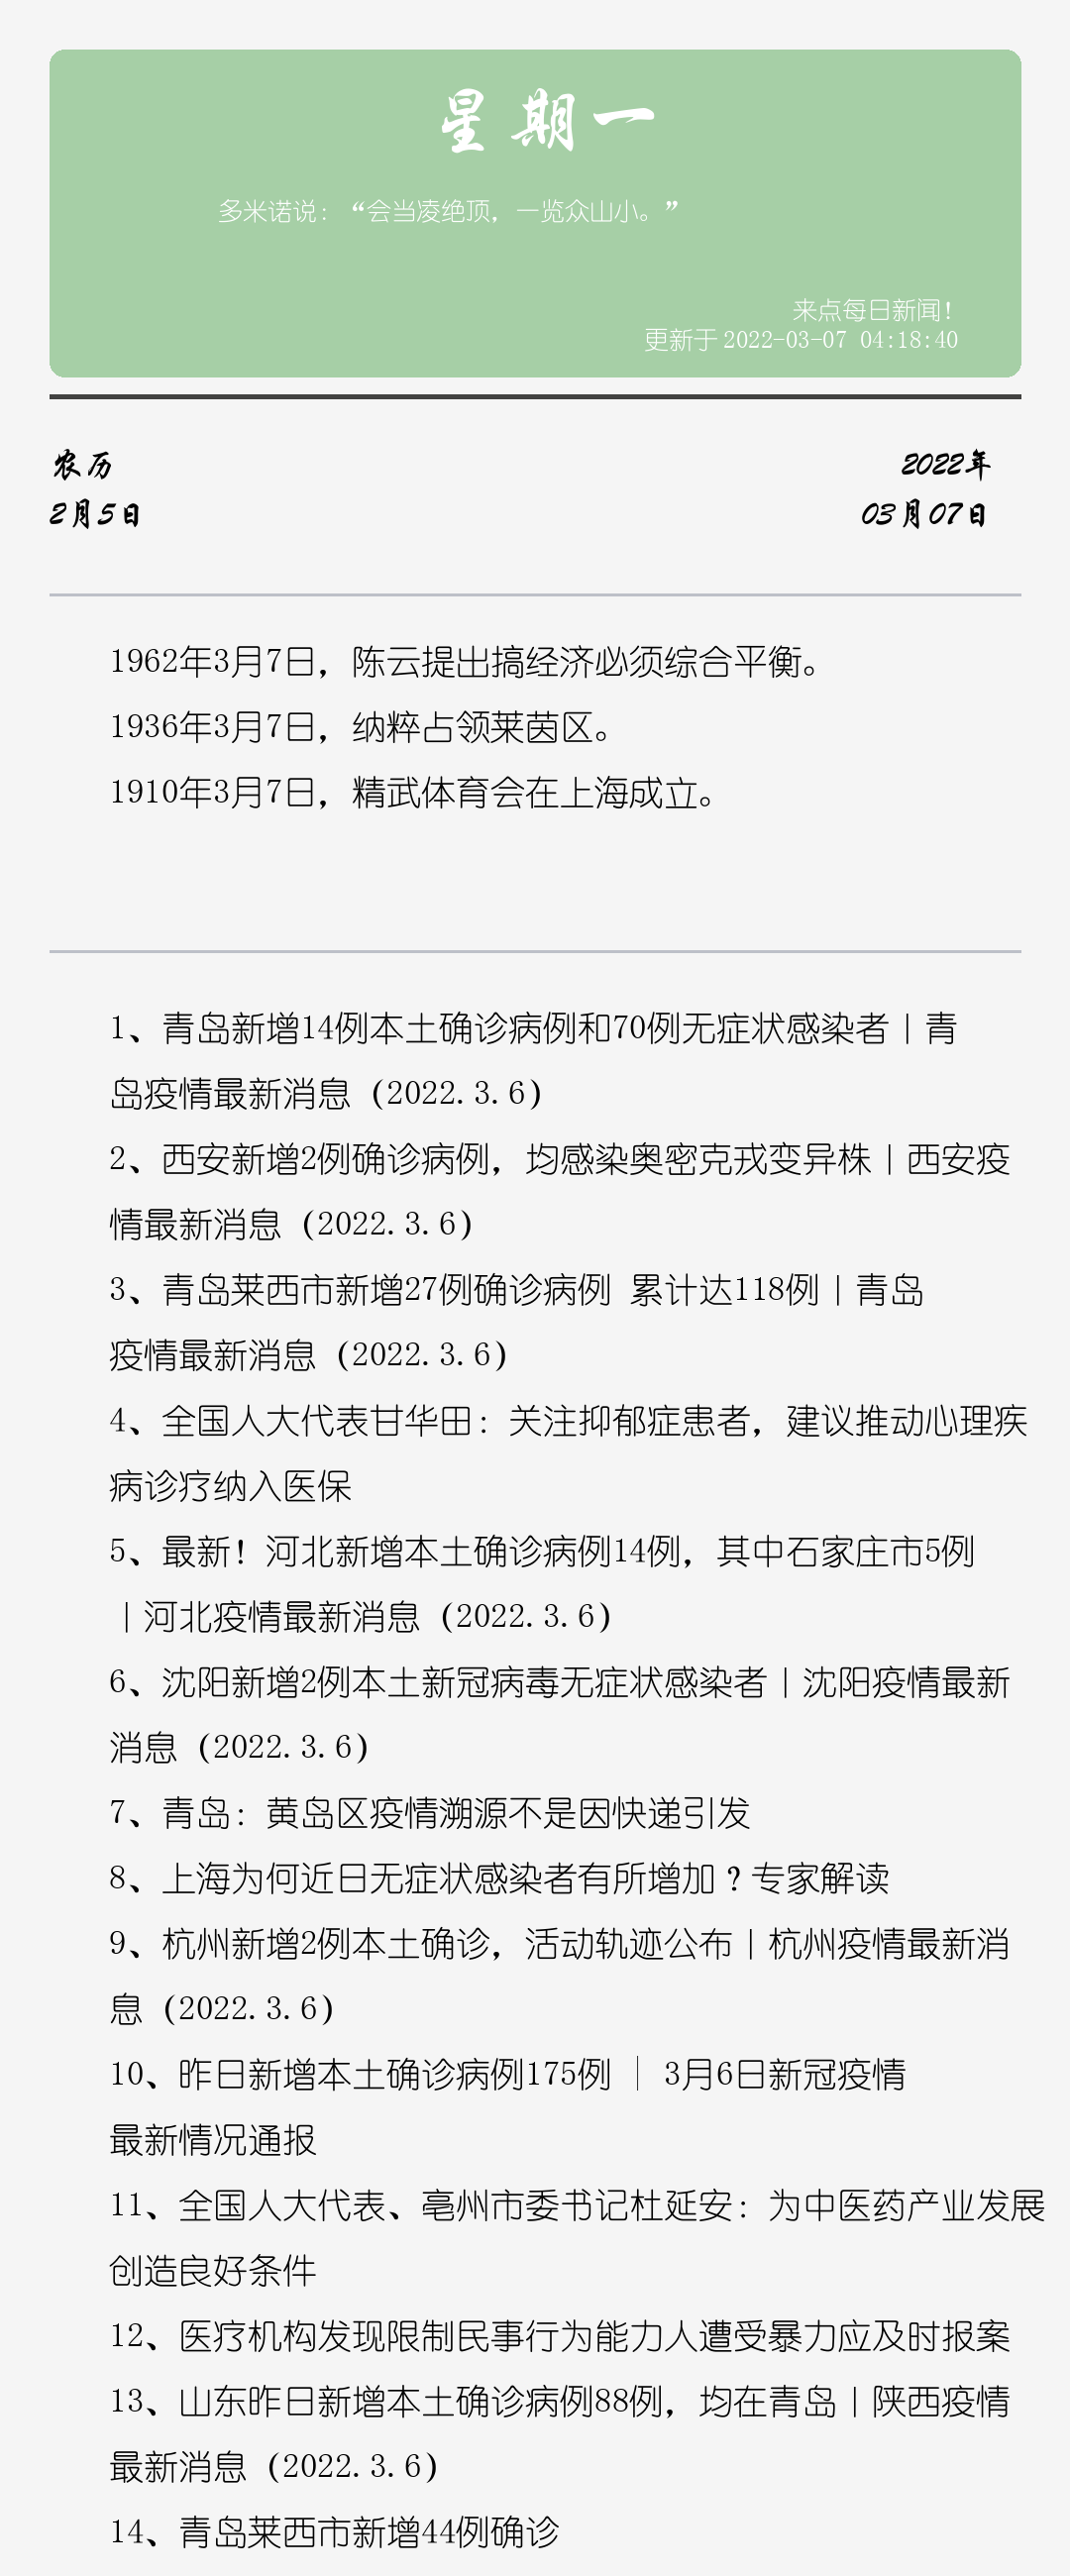 星期一
多米诺说：“会当凌绝顶，一览众山小。”
来点每日新闻！
更新于 2022-03-07 04:18:40
农历
2022年
2月5日
03月07日
1962年3月7日，陈云提出搞经济必须综合平衡。
1936年3月7日，纳粹占领莱茵区。
1910年3月7日，精武体育会在上海成立。
1、青岛新增14例本土确诊病例和70例无症状感染者丨青
岛疫情最新消息（2022.3.6）
2、西安新增2例确诊病例，均感染奥密克戎变异株丨西安疫
情最新消息（2022.3.6）
3、青岛莱西市新增27例确诊病例 累计达118例丨青岛
疫情最新消息（2022.3.6）
4、全国人大代表甘华田：关注抑郁症患者，建议推动心理疾
病诊疗纳入医保
5、最新！河北新增本土确诊病例14例，其中石家庄市5例
丨河北疫情最新消息（2022.3.6）
6、沈阳新增2例本土新冠病毒无症状感染者丨沈阳疫情最新
消息（2022.3.6）
7、青岛：黄岛区疫情溯源不是因快递引发
8、上海为何近日无症状感染者有所增加？专家解读
9、杭州新增2例本土确诊，活动轨迹公布丨杭州疫情最新消
息（2022.3.6）
10、昨日新增本土确诊病例175例 │ 3月6日新冠疫情
最新情况通报
11、全国人大代表、亳州市委书记杜延安：为中医药产业发展
创造良好条件
12、医疗机构发现限制民事行为能力人遭受暴力应及时报案
13、山东昨日新增本土确诊病例88例，均在青岛丨陕西疫情
最新消息（2022.3.6）
14、青岛莱西市新增44例确诊